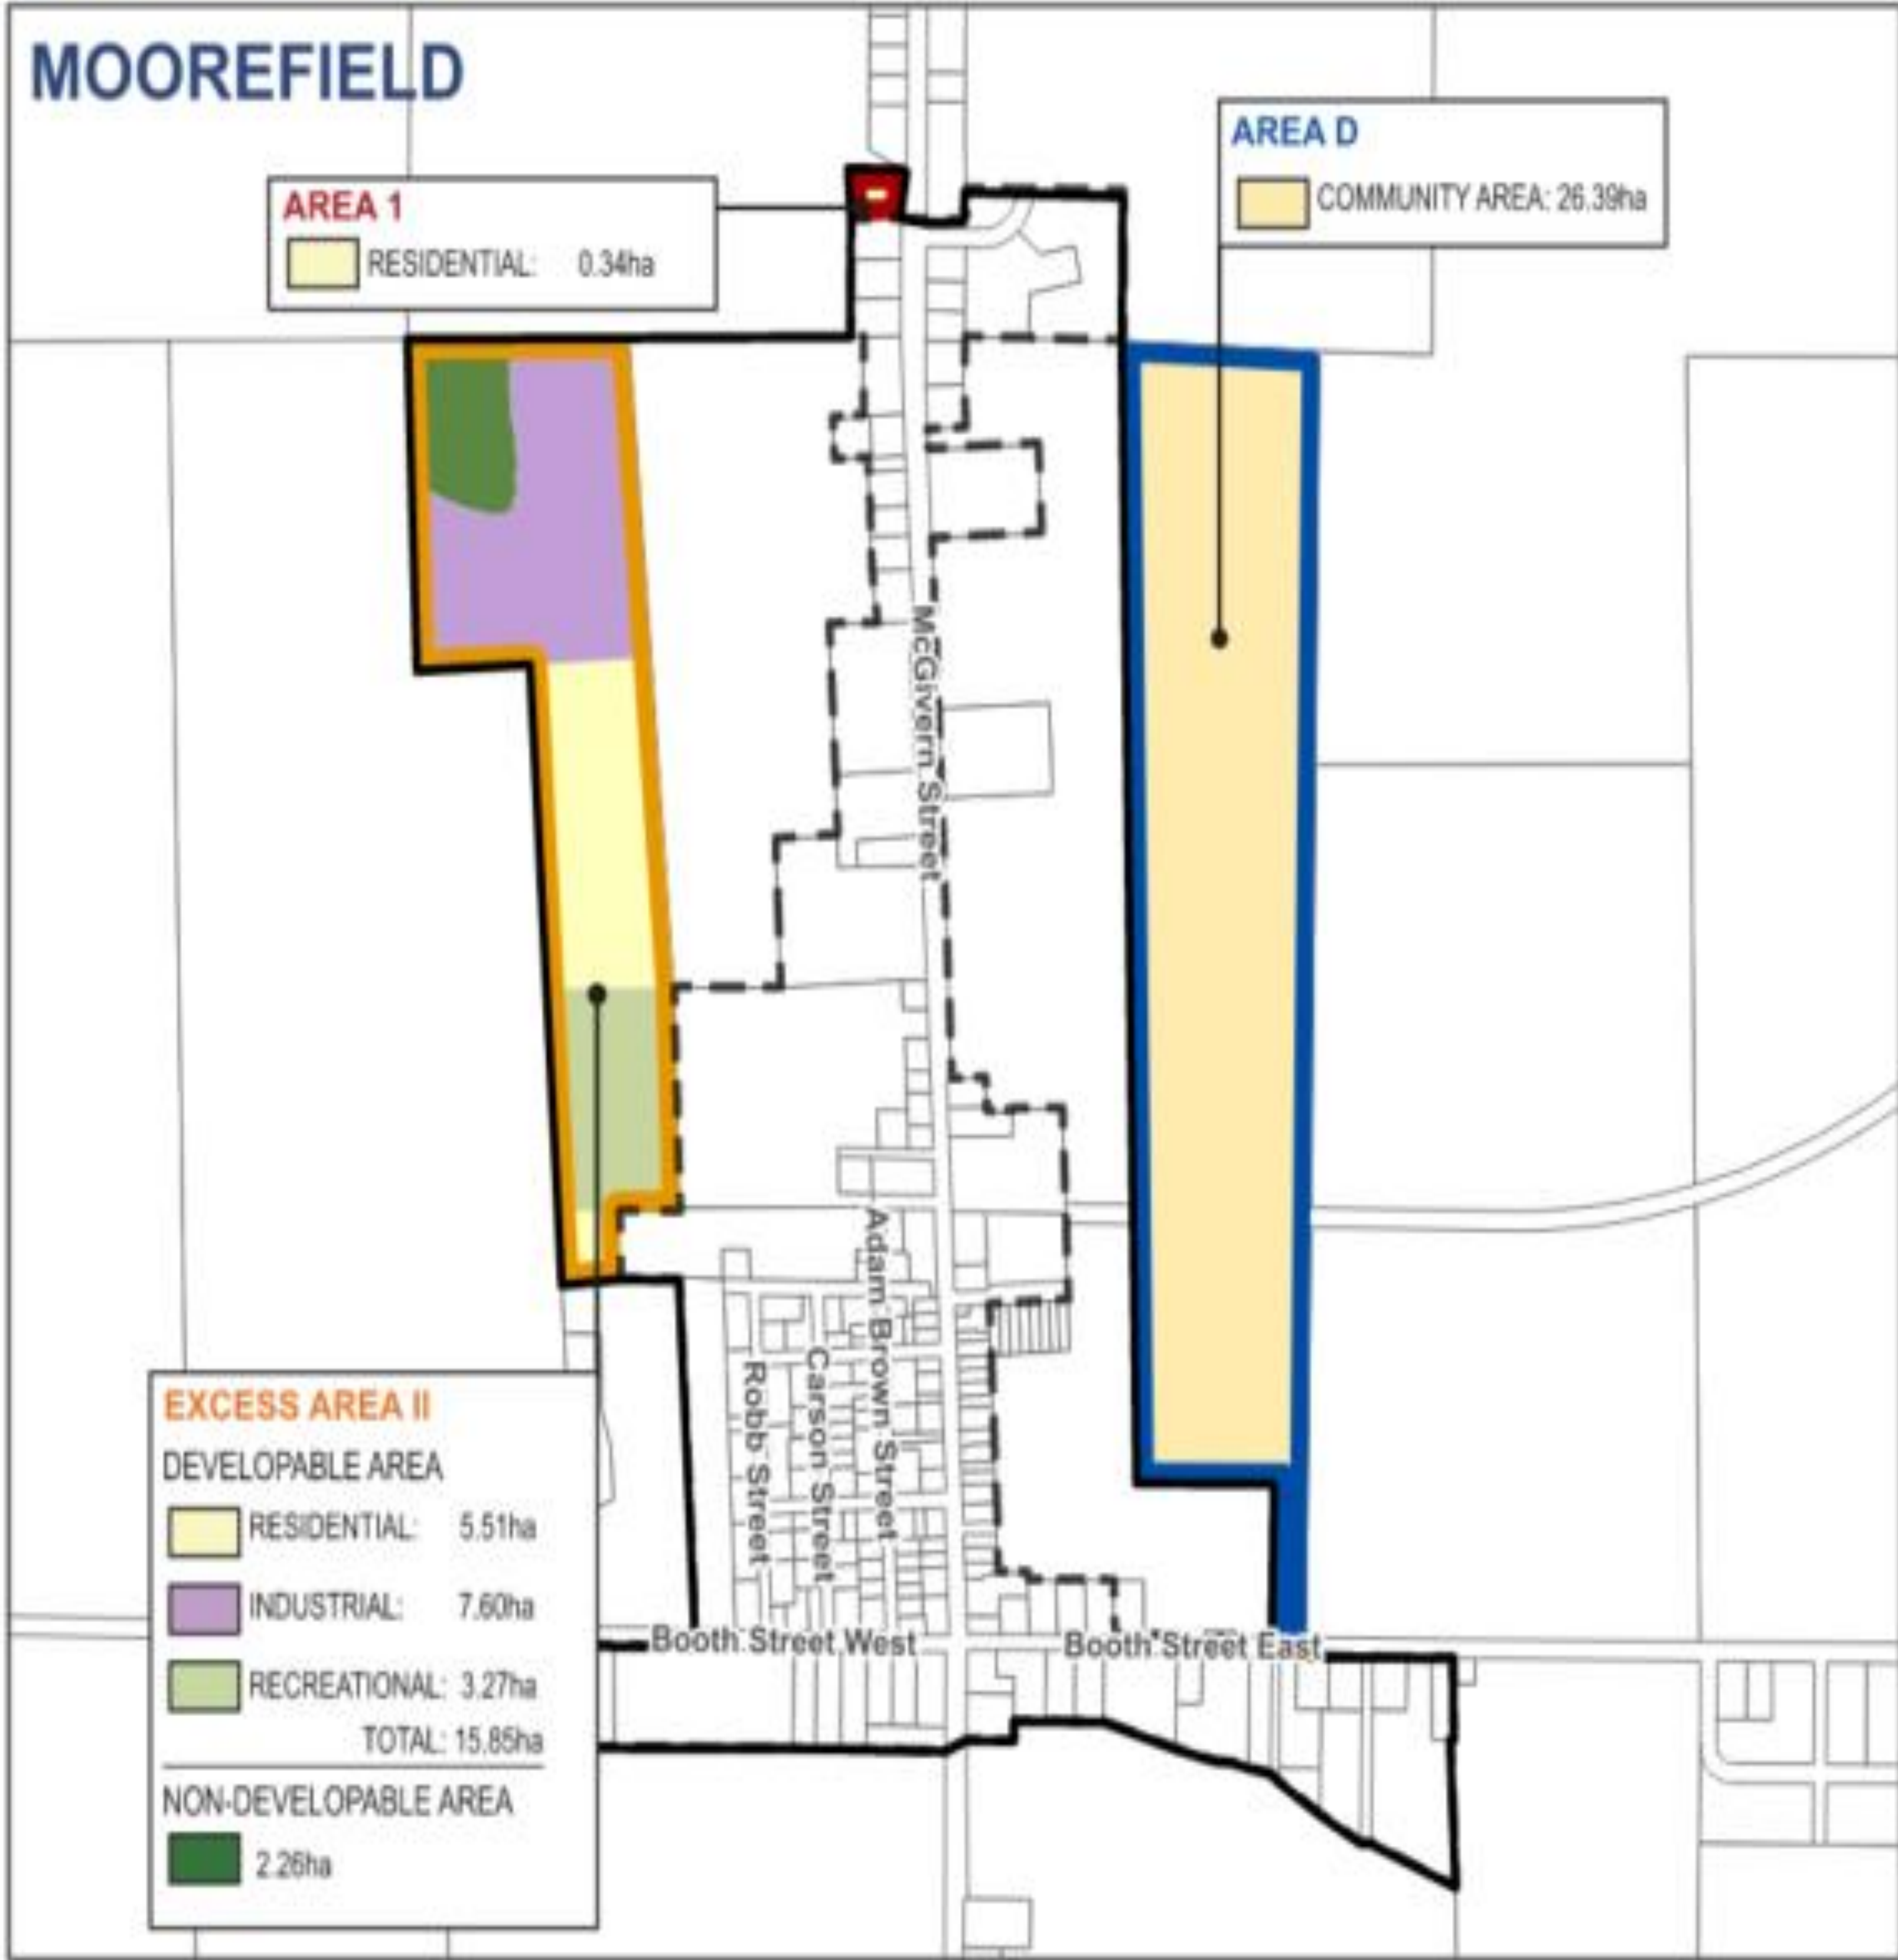 MOOREFIELD
AREA 1
RESIDENTIAL: 0.34ha
AREA D
COMMUNITY AREA: 26.39ha
McGivern Street
Adam Brown Street
Carson Street
Robb Street
Booth Street West
Booth Street East
EXCESS AREA II
DEVELOPABLE AREA
RESIDENTIAL: 5.51ha
INDUSTRIAL: 7.60ha
RECREATIONAL: 3.27ha
TOTAL: 15.85ha
NON-DEVELOPABLE AREA
2.26ha